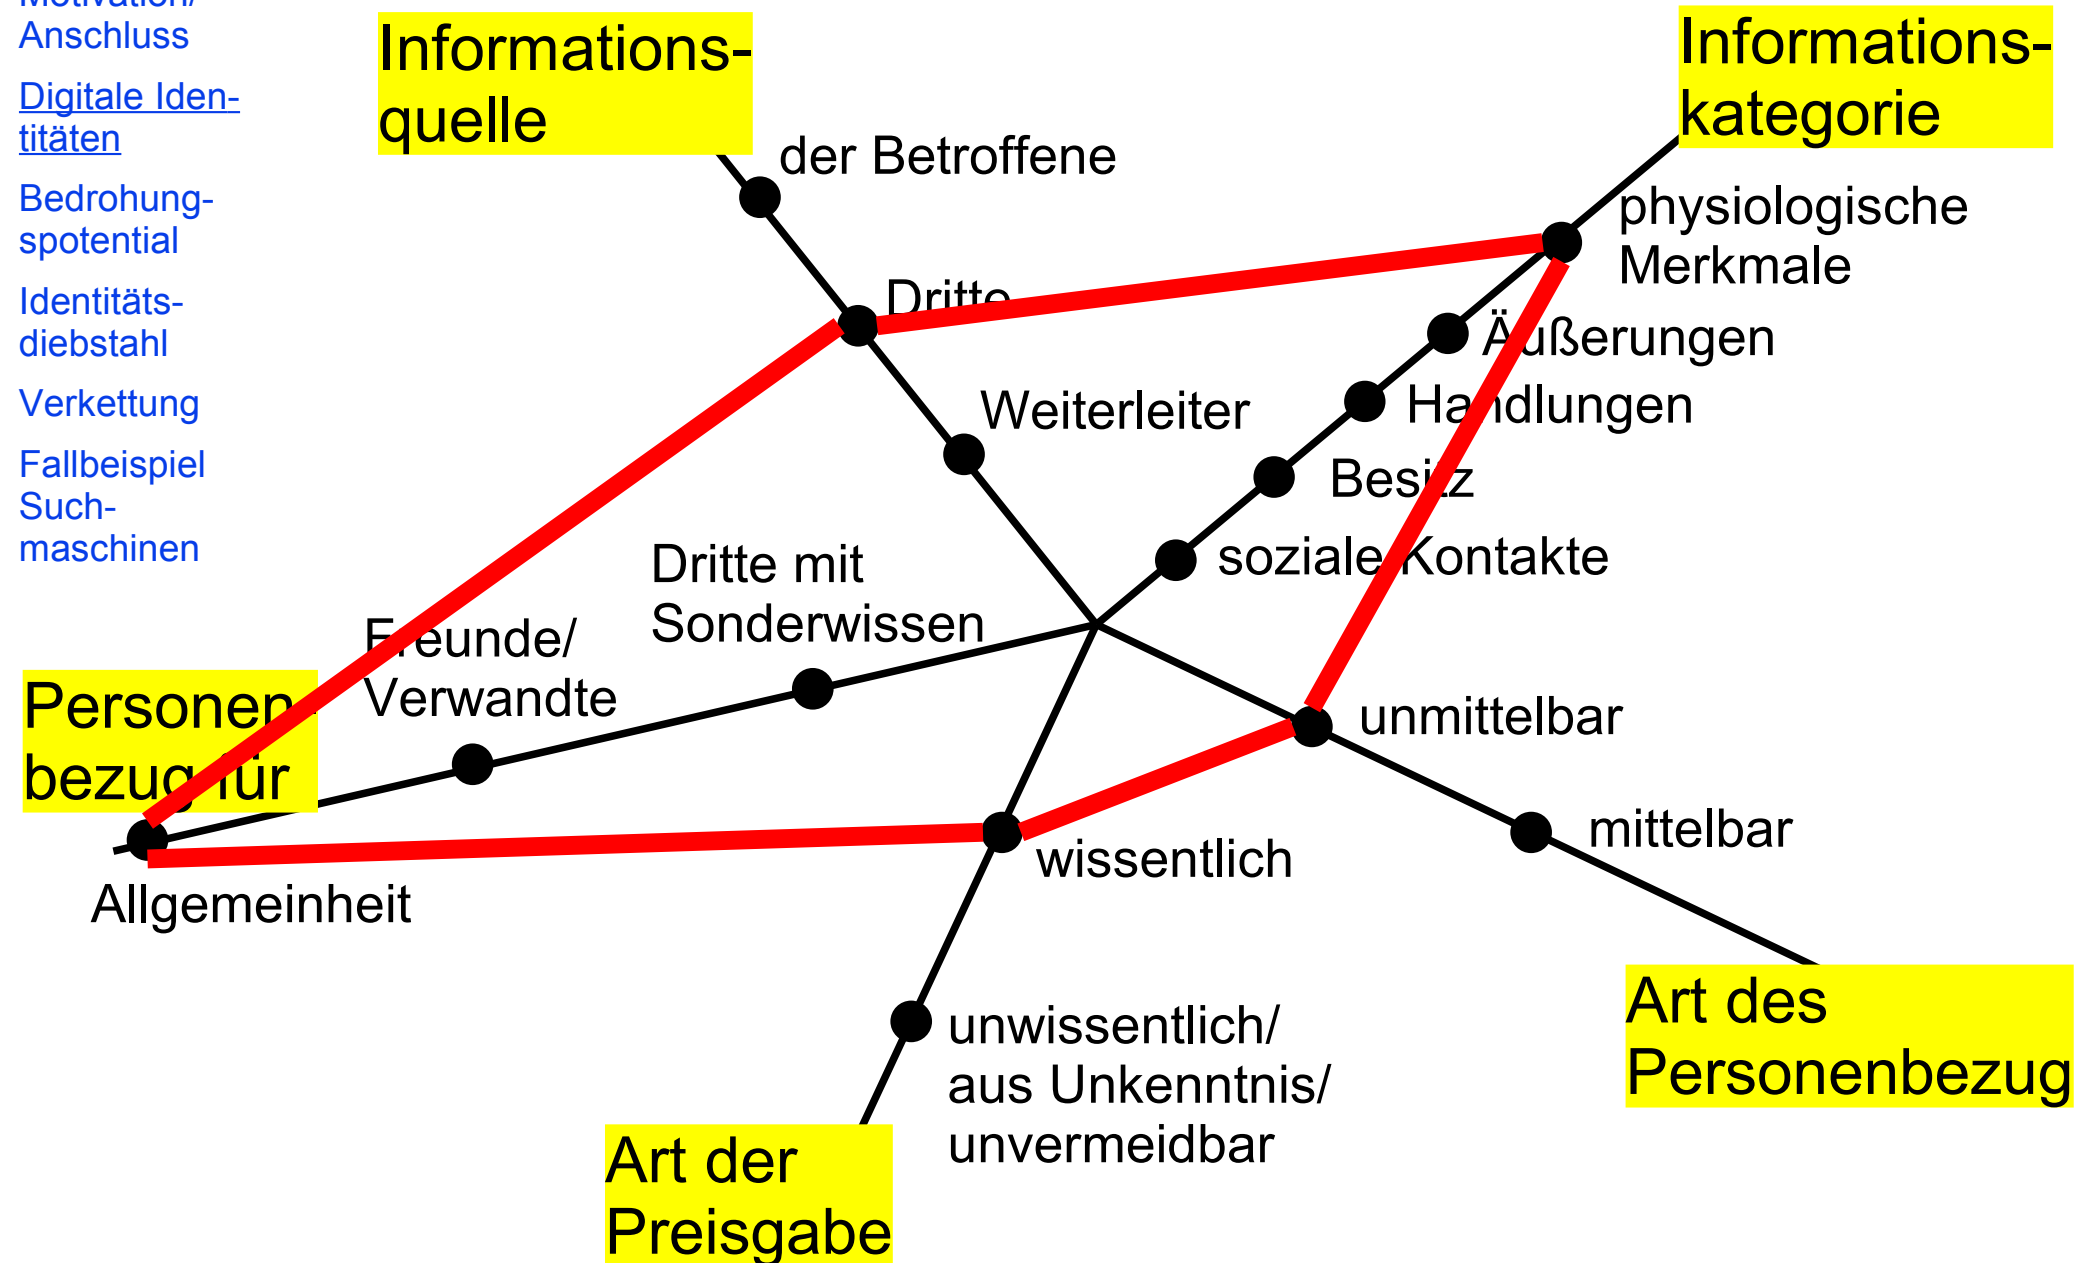 Motivation/
Anschluss
Digitale Iden-
titäten
Bedrohung-
spotential
Identitäts-
diebstahl
Verkettung
Fallbeispiel
Such-
maschinen
Informations-
quelle
Informations-
kategorie
der Betroffene
physiologische
Merkmale
Dritte
Äußerungen
Weiterleiter
Handlungen
Besitz
Dritte mit
Sonderwissen
soziale Kontakte
Freunde/
Verwandte
Personen-
bezug für
unmittelbar
Allgemeinheit
wissentlich
mittelbar
unwissentlich/
aus Unkenntnis/
unvermeidbar
Art des
Personenbezug
Art der
Preisgabe